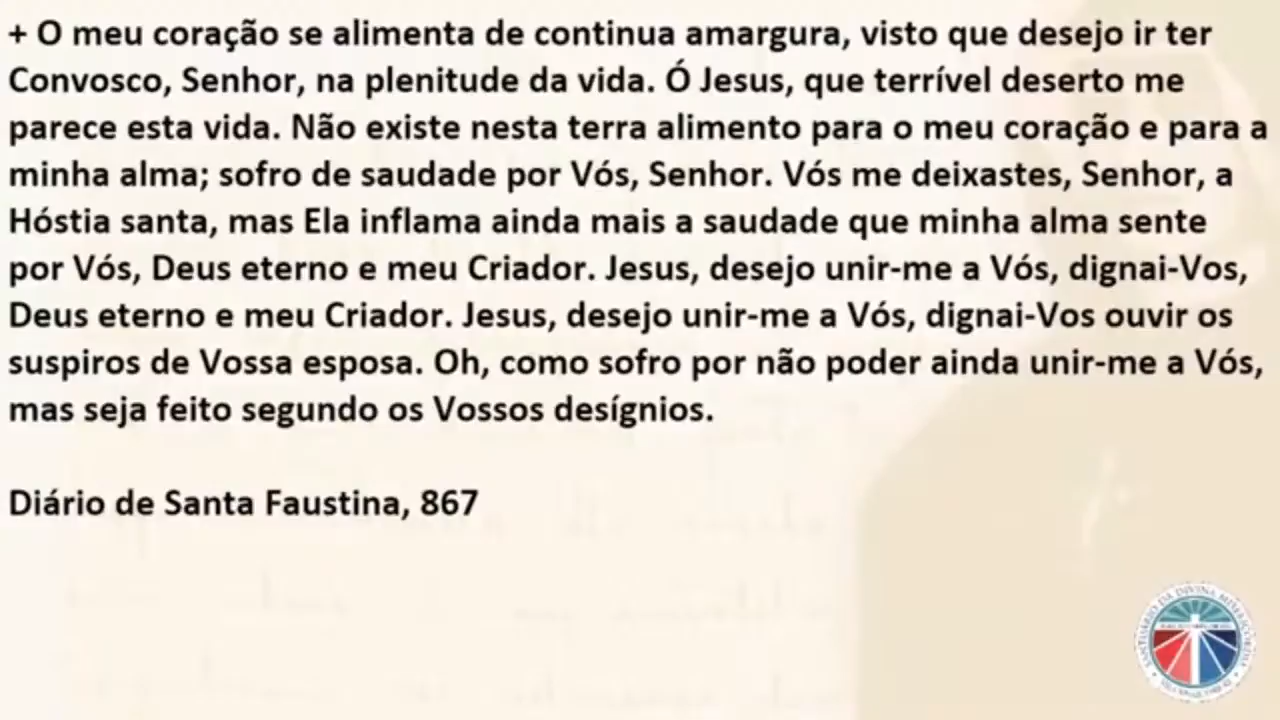 + O meu coração se alimenta de continua amargura, visto que desejo ir ter
Convosco, Senhor, na plenitude da vida. Ó Jesus, que terrível deserto me
parece esta vida. Não existe nesta terra alimento para o meu coração e para a
minha alma; sofro de saudade por Vós, Senhor. Vós me deixastes, Senhor, a
Hóstia santa, mas Ela inflama ainda mais a saudade que minha alma sente
por Vós, Deus eterno e meu Criador. Jesus, desejo unir-me a Vós, dignai-Vos,
Deus eterno e meu Criador. Jesus, desejo unir-me a Vós, dignai-Vos ouvir os
suspiros de Vossa esposa. Oh, como sofro por não poder ainda unir-me a Vós,
mas seja feito segundo os Vossos desígnios.
Diário de Santa Faustina, 867
SANTUÁRIO DA DIVINA MISERICÓRDIA